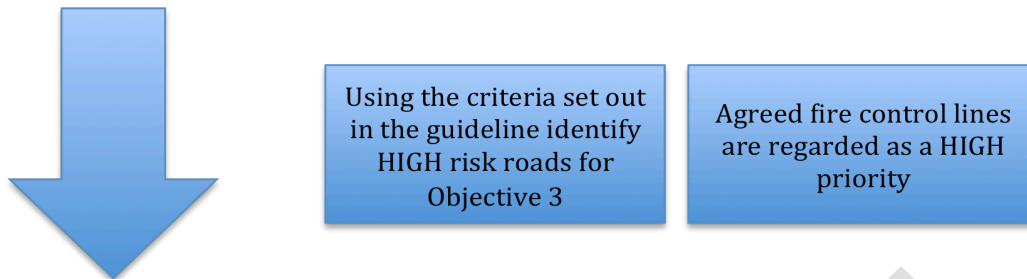 Using the criteria set out
in the guideline identify
HIGH risk roads for
Objective 3
Agreed fire control lines
are regarded as a HIGH
priority